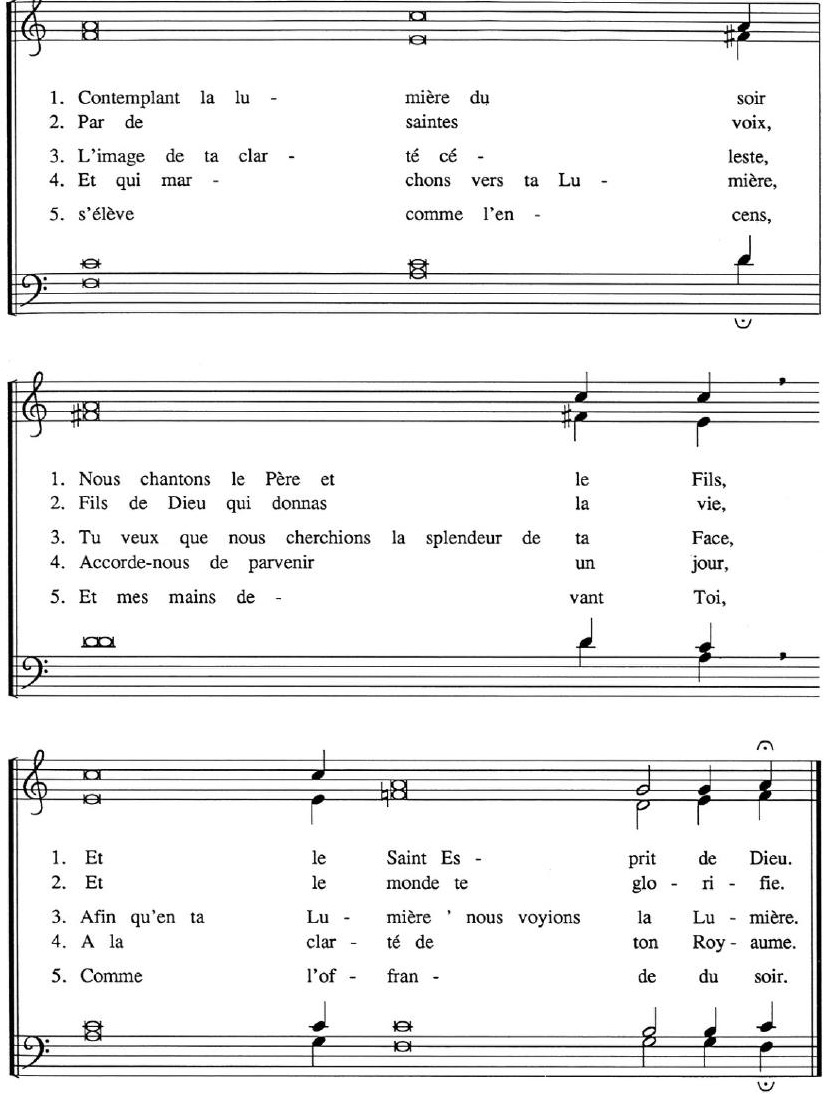 1. Contemplant la lu - mière du soir
2. Par de saintes voix,
3. L'image de ta clar - té cé - leste,
4. Et qui mar - chons vers ta Lu - mière,
5. s'élève comme l'en - cens,
1. Nous chantons le Père et le Fils,
2. Fils de Dieu qui donnas la vie,
3. Tu veux que nous cherchions la splendeur de ta Face,
4. Accorde-nous de parvenir un jour,
5. Et mes mains de - vant Toi,
1. Et le Saint Es - prit de Dieu.
2. Et le monde te glo - ri - fie.
3. Afin qu'en ta Lu - mière ' nous voyions la Lu - mière.
4. A la clar - té de ton Roy - aume.
5. Comme l'of - fran - de du soir.